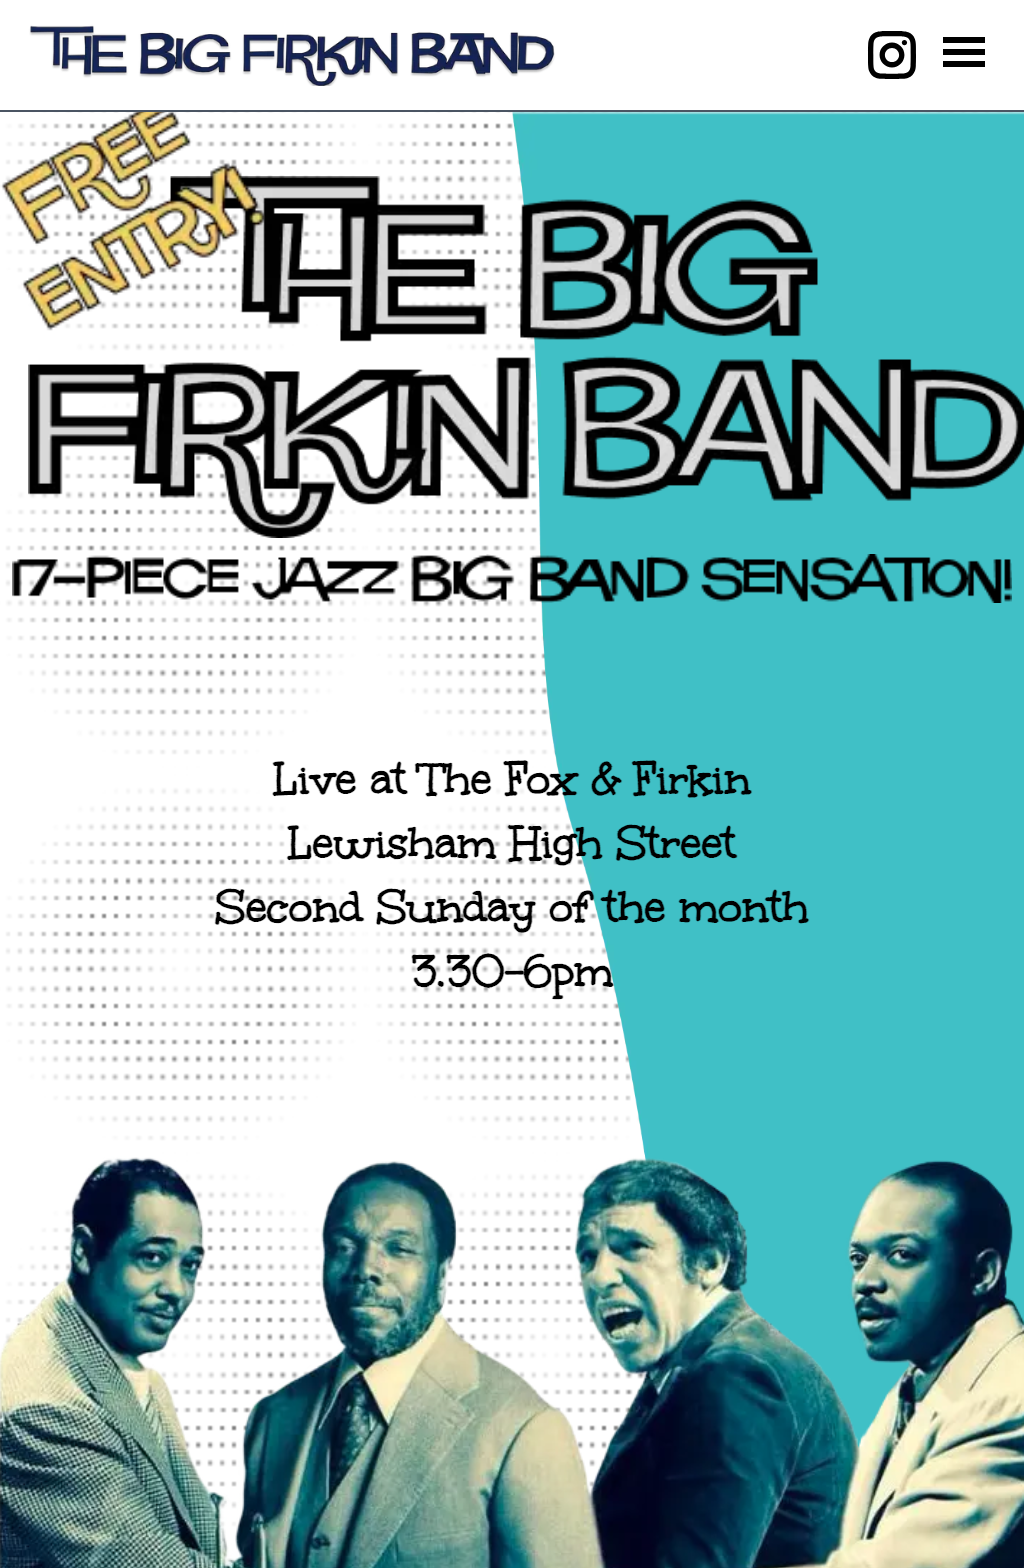 THE BIG FIRKIN BAND
FREE
ENTRY!
THE BIG
FIRKIN BAND
17-PIECE JAZZ BIG BAND SENSATION!
Live at The Fox & Firkin
Lewisham High Street
Second Sunday of the month
3.30-6pm